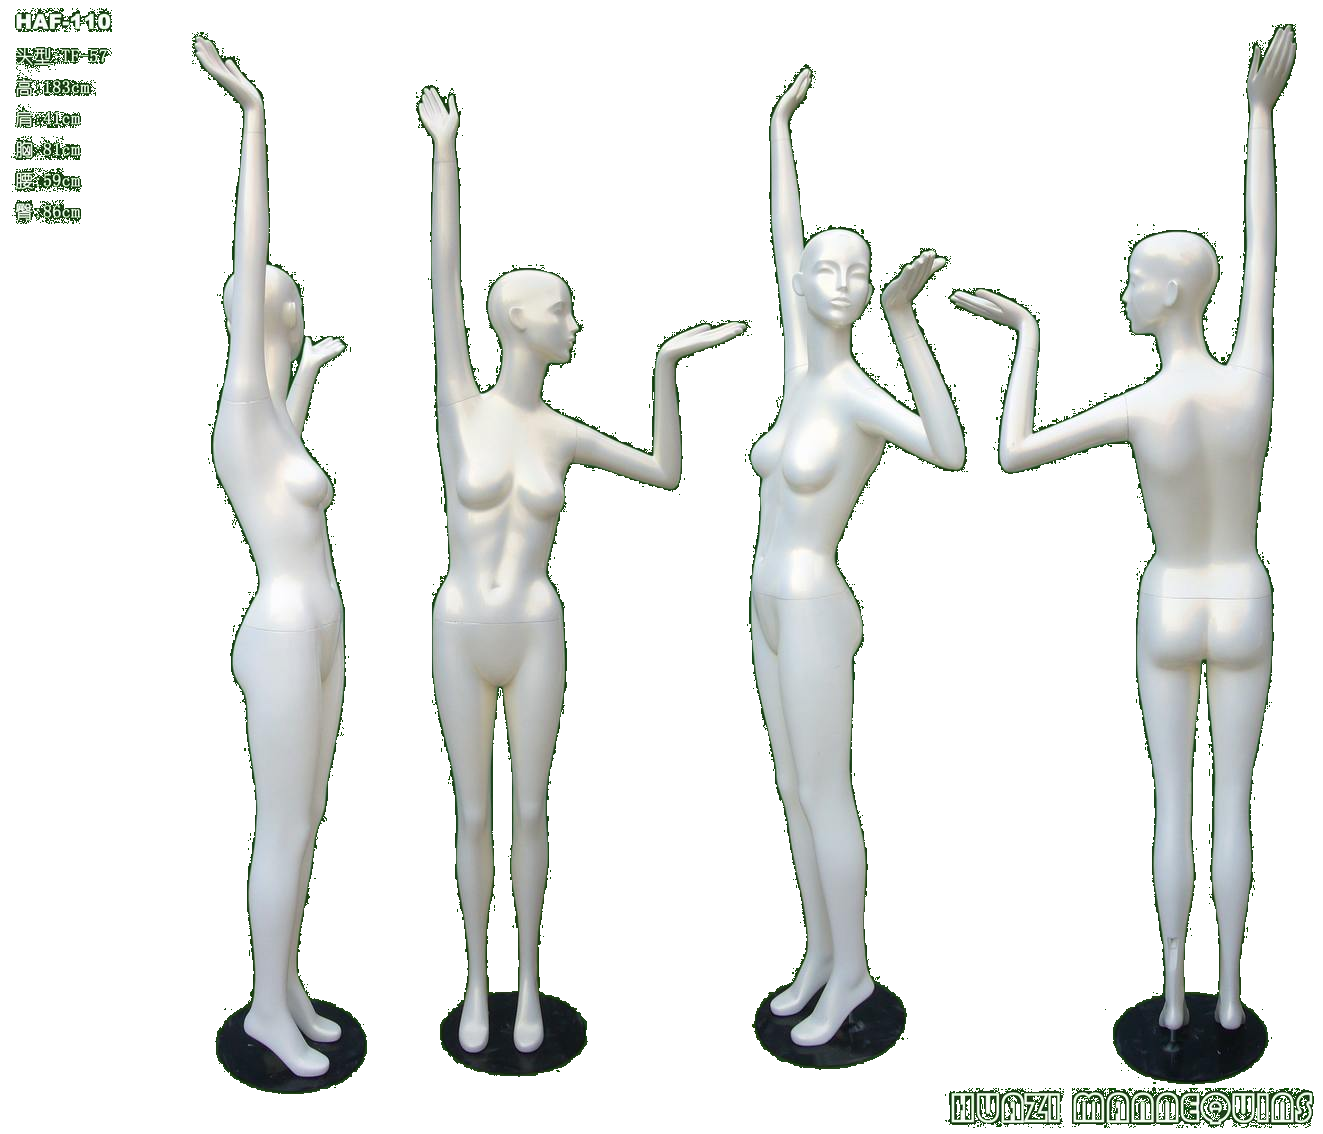 HAF-110
头型:TF-57
高:183cm
肩:41cm
胸:81cm
腰:59cm
臀:86cm
HUAZI MANNEQUINS